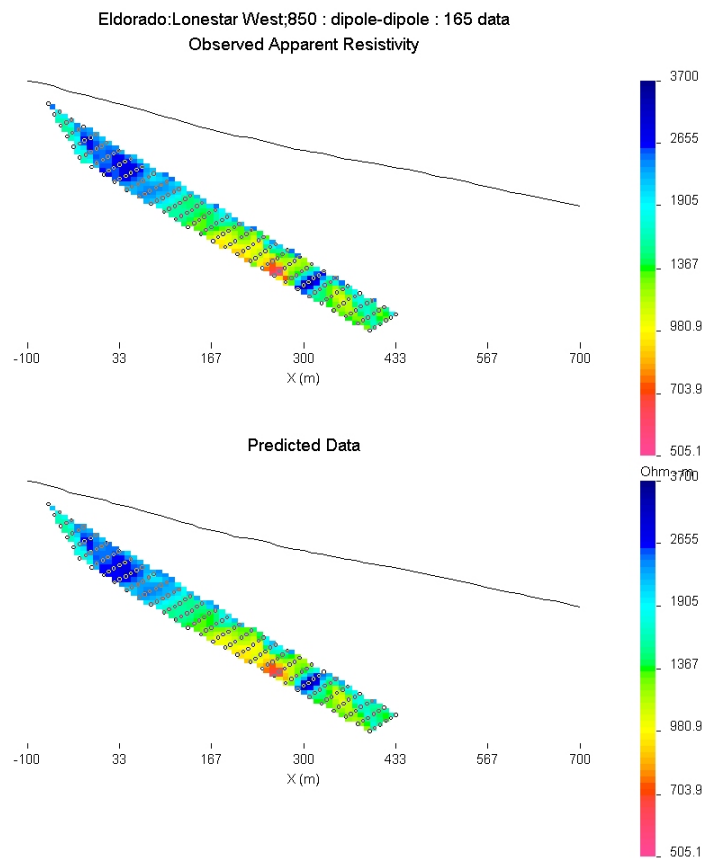 Eldorado:Lonestar West;850 : dipole-dipole : 165 data
Observed Apparent Resistivity
3700
2655
1905
1367
980.9
703.9
505.1
-100 33 167 300 433 567 700
X (m)
Predicted Data
Ohm - m
3700
2655
1905
1367
980.9
703.9
505.1
-100 33 167 300 433 567 700
X (m)